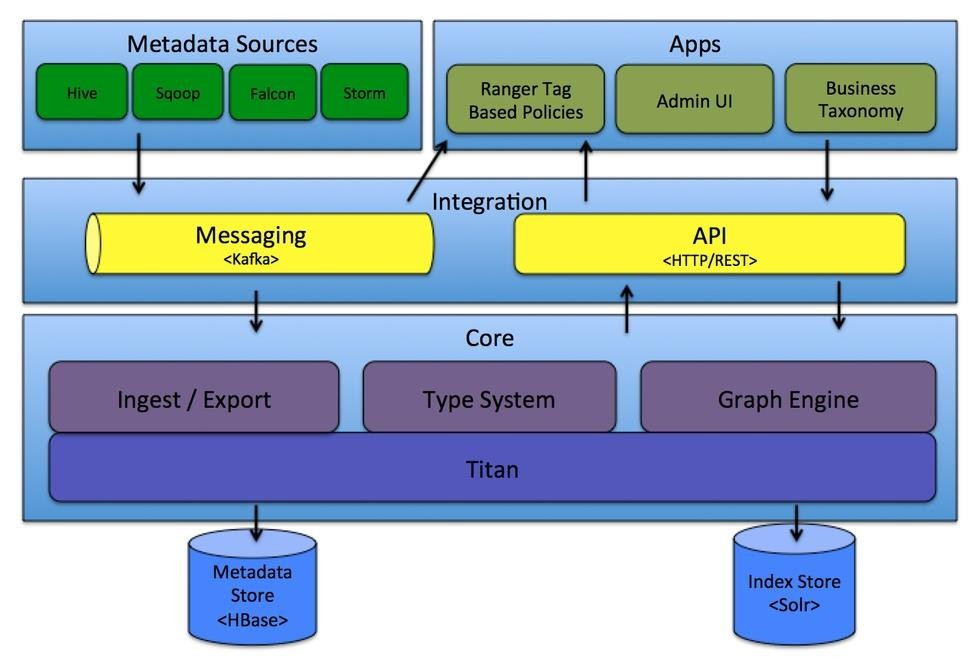 Metadata Sources
Hive
Sqoop
Falcon
Storm
Apps
Ranger Tag
Based Policies
Admin UI
Business
Taxonomy
Integration
Messaging
<Kafka>
API
<HTTP/REST>
Core
Ingest / Export
Type System
Graph Engine
Titan
Metadata
Store
<HBase>
Index Store
<Solr>